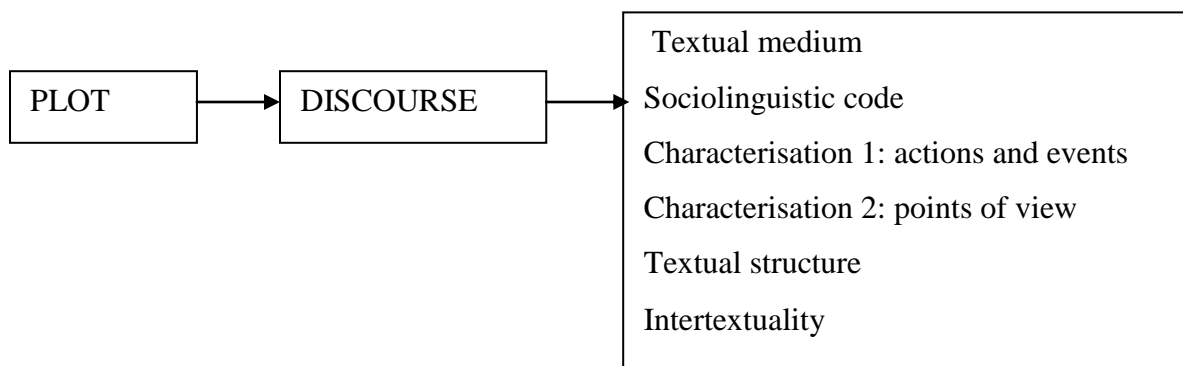 PLOT
DISCOURSE
Textual medium
Sociolinguistic code
Characterisation 1: actions and events
Characterisation 2: points of view
Textual structure
Intertextuality